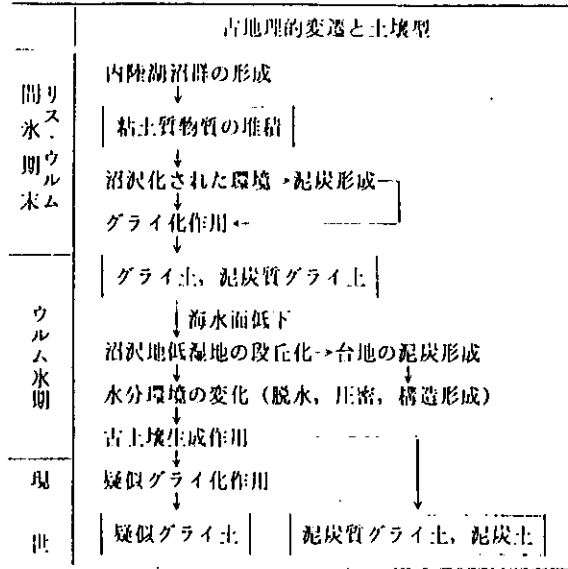 古地理的変遷と土壌型
リス・ウルム間氷期末
内陸湖沼群の形成
↓
粘土質物質の堆積
↓
沼沢化された環境→泥炭形成
↓
グライ化作用←
↓
グライ土，泥炭質グライ土
ウルム氷期
↓海水面低下
沼沢地低湿地の段丘化→台地の泥炭形成
↓ ↓
水分環境の変化（脱水，圧密，構造形成）
↓
古土壌生成作用
↓
現世
疑似グライ化作用
↓ ↓
疑似グライ土 泥炭質グライ土，泥炭土